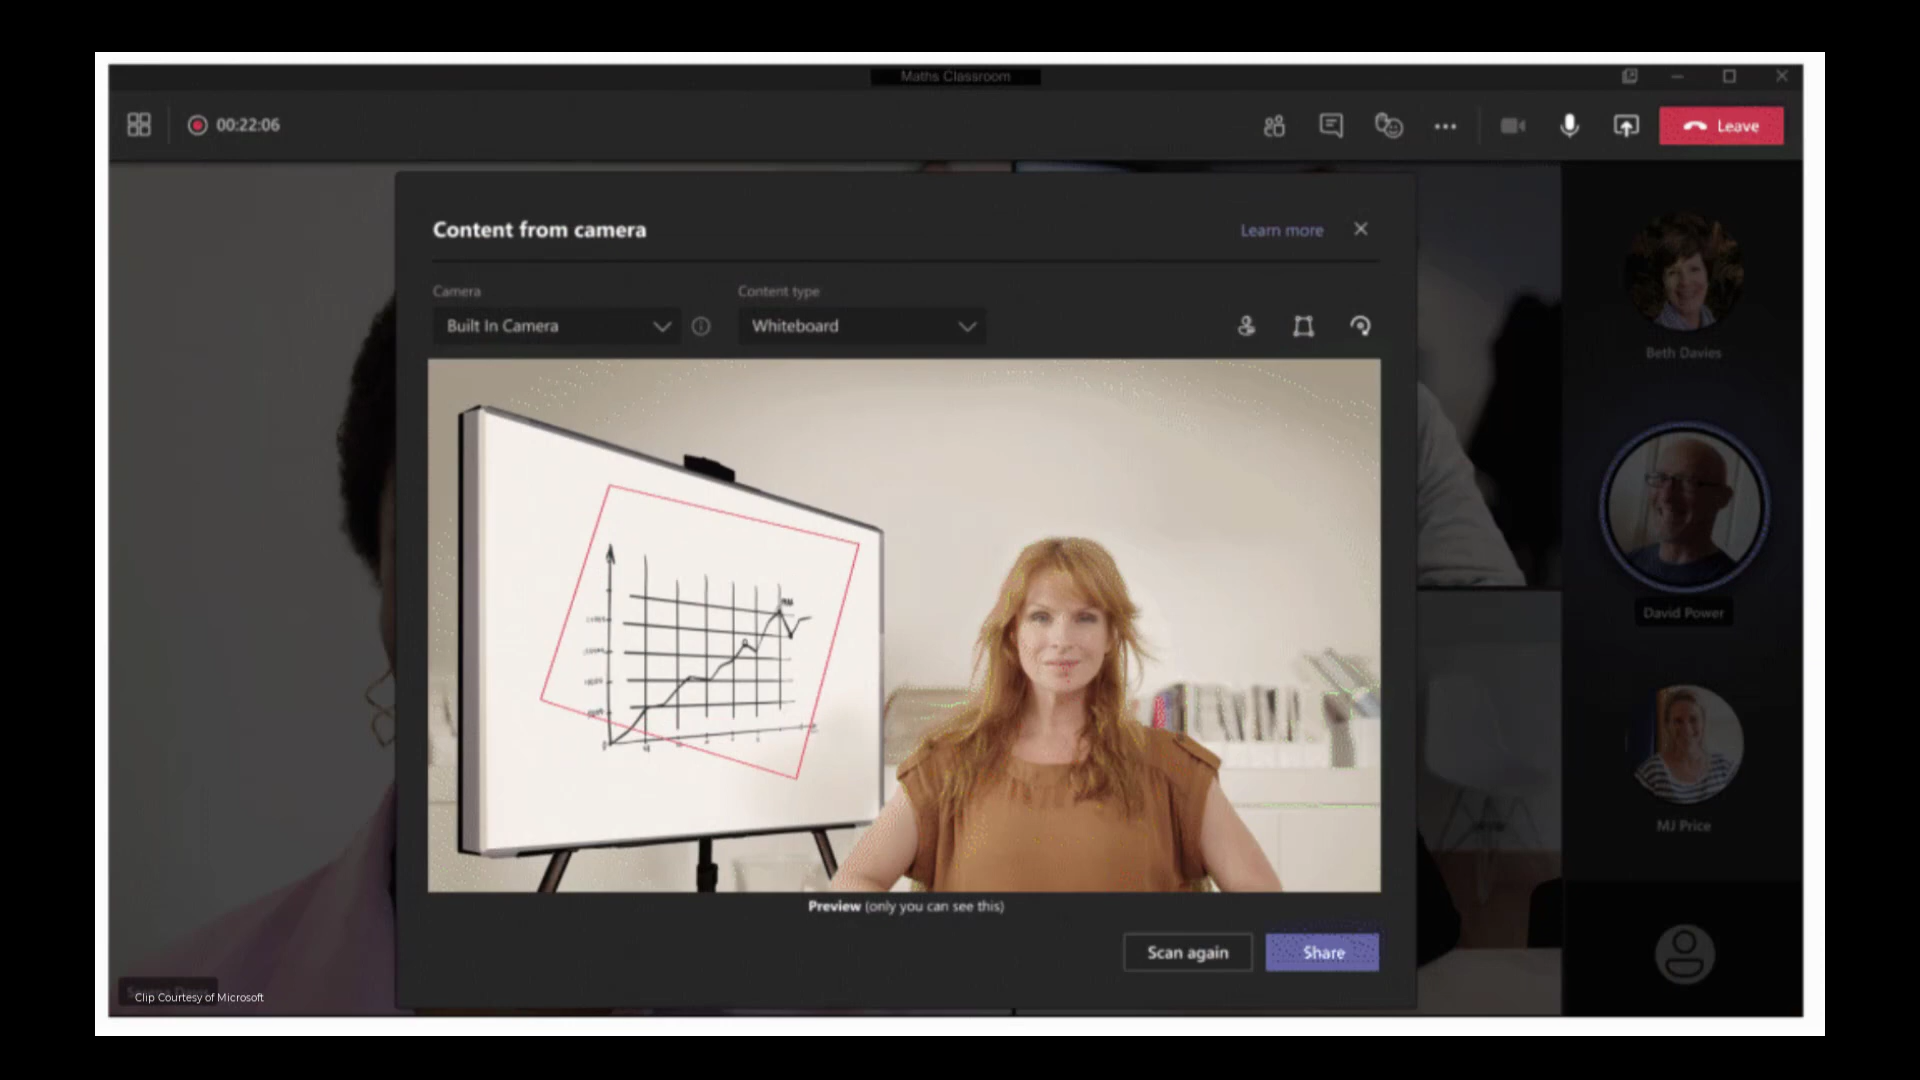 Maths Classroom
00:22:06
Leave
Content from camera
Learn more
Camera
Content type
Built In Camera
Whiteboard
Beth Davies
David Power
MJ Price
Preview (only you can see this)
Scan again
Share
Clip Courtesy of Microsoft